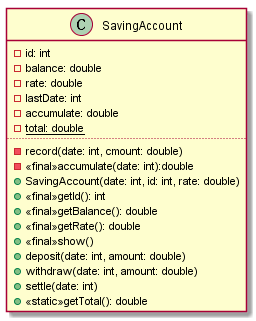 C SavingAccount
id: int
balance: double
rate: double
lastDate: int
accumulate: double
total: double
record(date: int, cmount: double)
«final»accumulate(date: int):double
SavingAccount(date: int, id: int, rate: double)
«final»getId(): int
«final»getBalance(): double
«final»getRate(): double
«final»show()
deposit(date: int, amount: double)
withdraw(date: int, amount: double)
settle(date: int)
«static»getTotal(): double